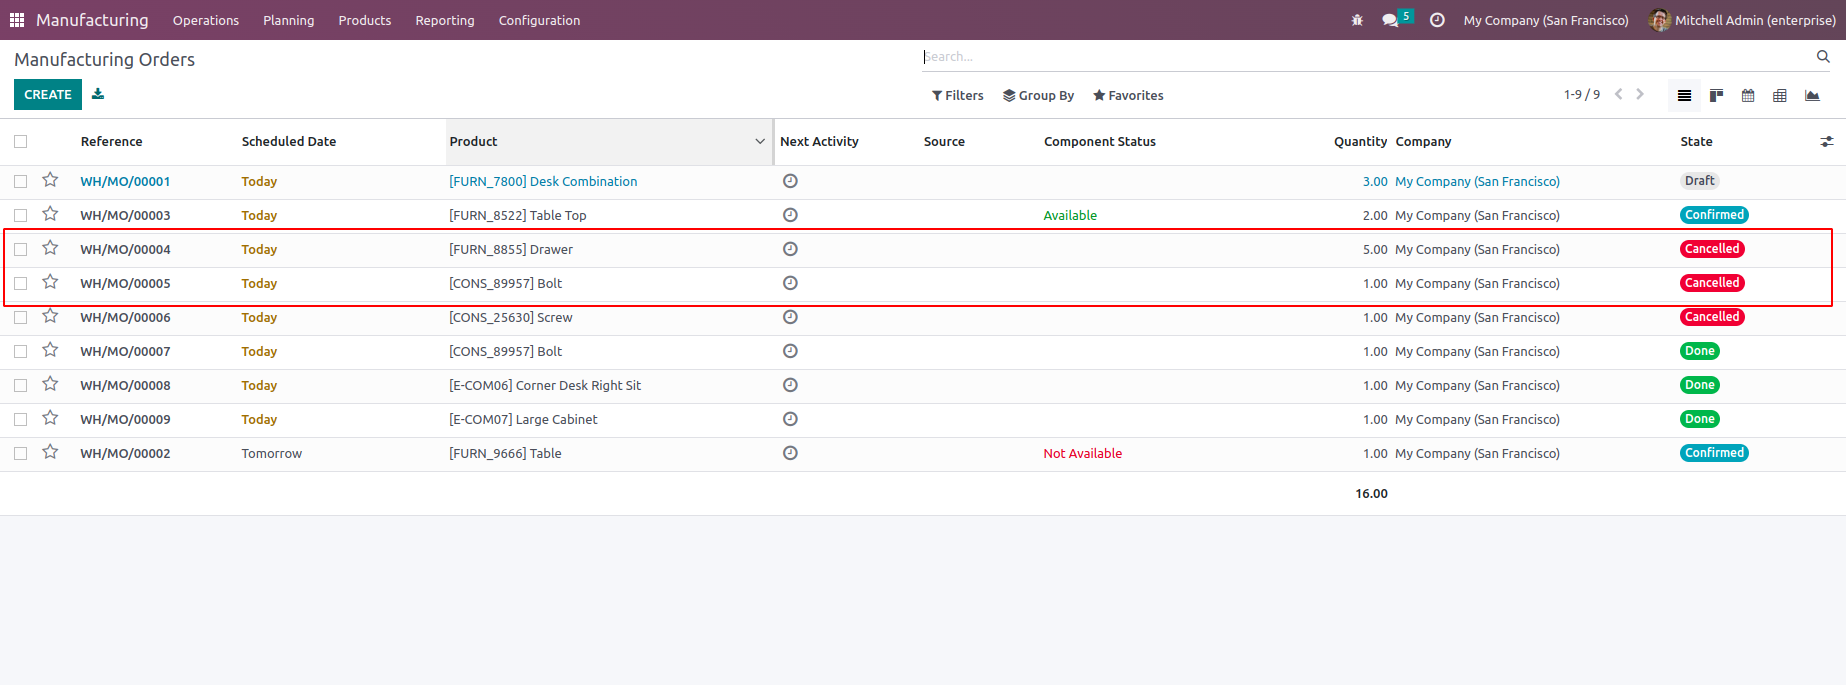 Manufacturing Operations Planning Products Reporting Configuration 5 My Company (San Francisco) Mitchell Admin (enterprise)
Manufacturing Orders Search...
CREATE Filters Group By Favorites 1-9 / 9
Reference Scheduled Date Product Next Activity Source Component Status Quantity Company State
WH/MO/00001 Today [FURN_7800] Desk Combination 3.00 My Company (San Francisco) Draft
WH/MO/00003 Today [FURN_8522] Table Top Available 2.00 My Company (San Francisco) Confirmed
WH/MO/00004 Today [FURN_8855] Drawer 5.00 My Company (San Francisco) Cancelled
WH/MO/00005 Today [CONS_89957] Bolt 1.00 My Company (San Francisco) Cancelled
WH/MO/00006 Today [CONS_25630] Screw 1.00 My Company (San Francisco) Cancelled
WH/MO/00007 Today [CONS_89957] Bolt 1.00 My Company (San Francisco) Done
WH/MO/00008 Today [E-COM06] Corner Desk Right Sit 1.00 My Company (San Francisco) Done
WH/MO/00009 Today [E-COM07] Large Cabinet 1.00 My Company (San Francisco) Done
WH/MO/00002 Tomorrow [FURN_9666] Table Not Available 1.00 My Company (San Francisco) Confirmed
16.00